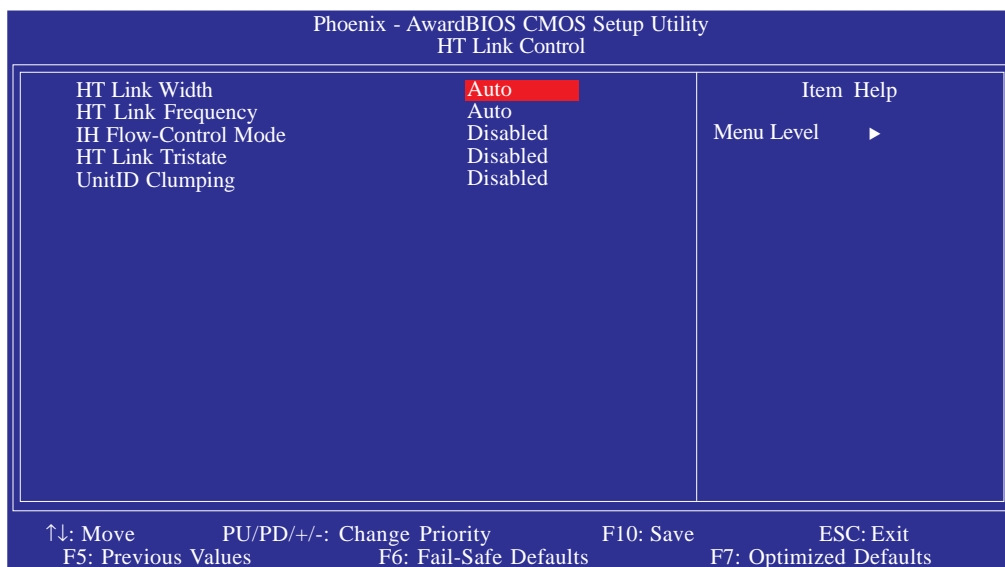 Phoenix - AwardBIOS CMOS Setup Utility
HT Link Control
HT Link Width Auto
HT Link Frequency Auto
IH Flow-Control Mode Disabled
HT Link Tristate Disabled
UnitID Clumping Disabled
Item Help
Menu Level ▶
↑↓: Move PU/PD/+/-: Change Priority F10: Save ESC: Exit
F5: Previous Values F6: Fail-Safe Defaults F7: Optimized Defaults